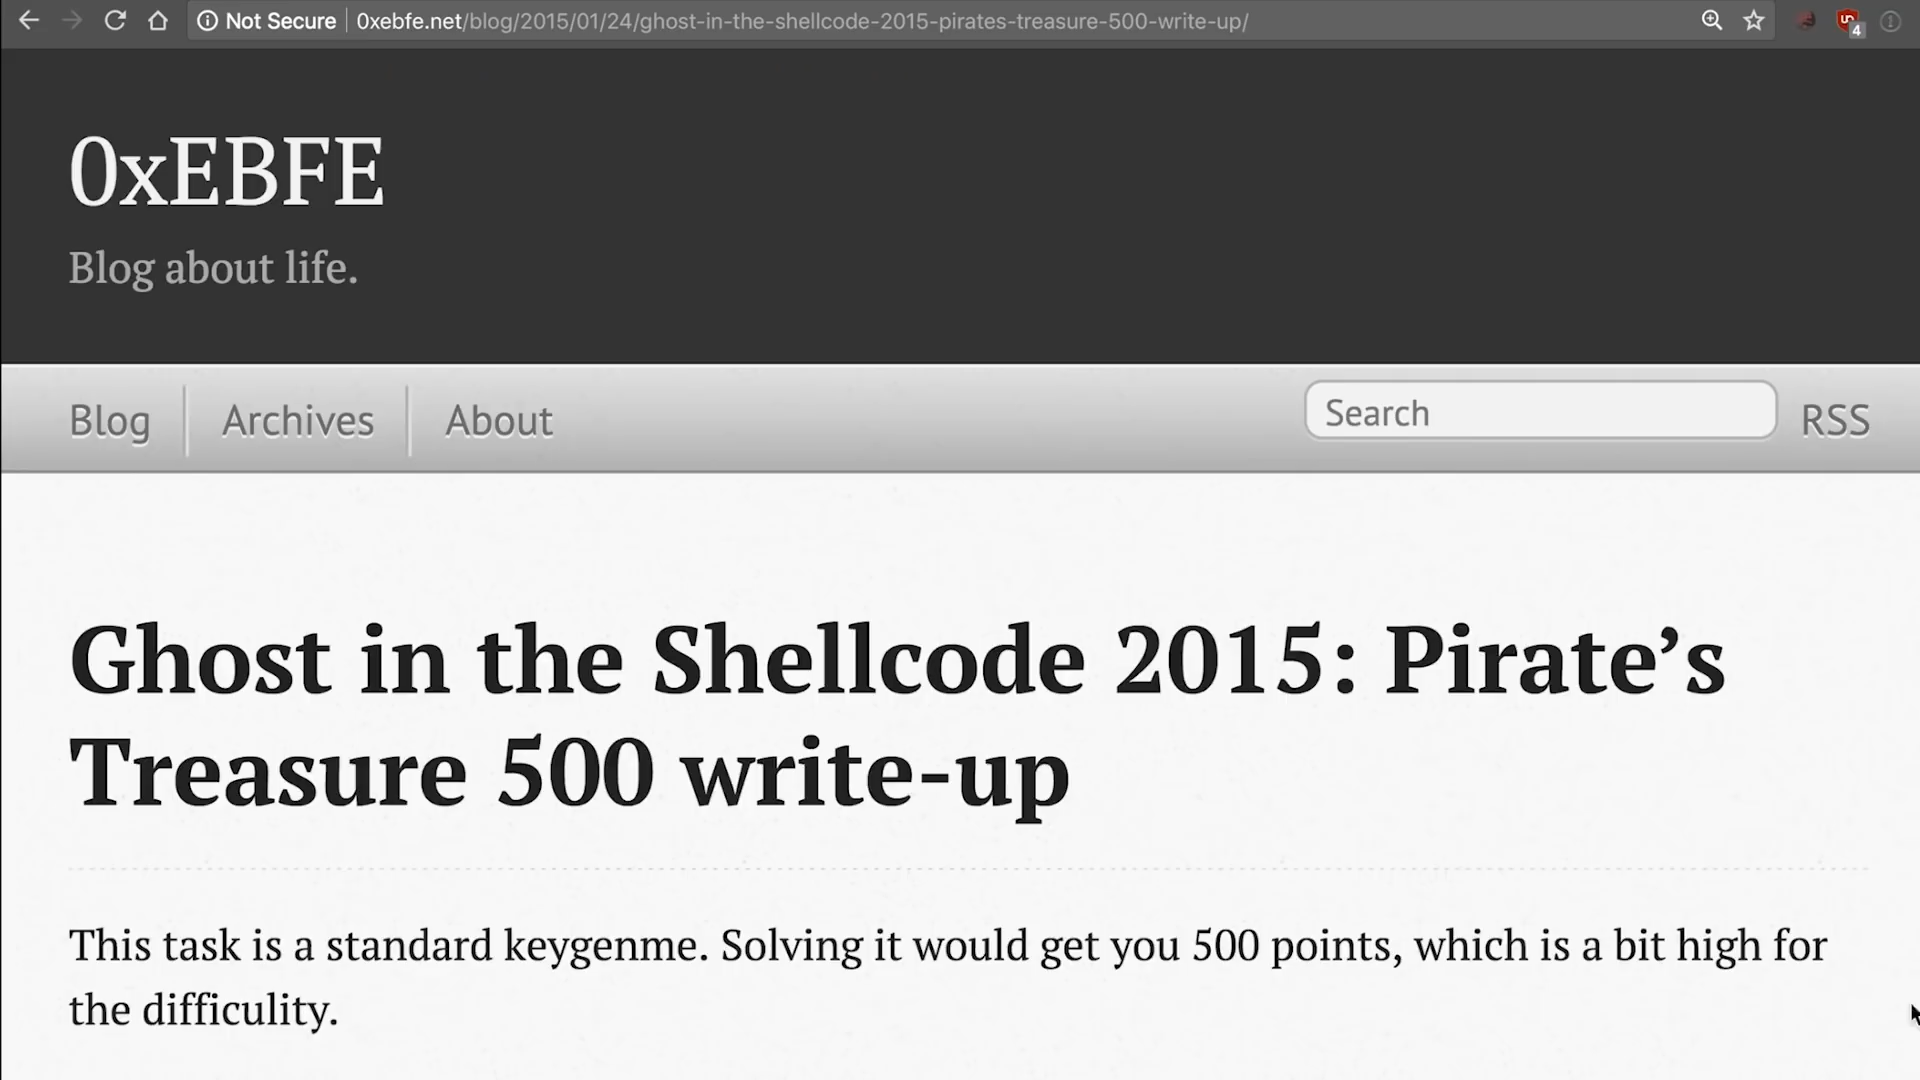 Not Secure 0xebfe.net/blog/2015/01/24/ghost-in-the-shellcode-2015-pirates-treasure-500-write-up/
4
0xEBFE
Blog about life.
Blog Archives About Search RSS
Ghost in the Shellcode 2015: Pirate’s
Treasure 500 write-up
This task is a standard keygenme. Solving it would get you 500 points, which is a bit high for
the difficulity.